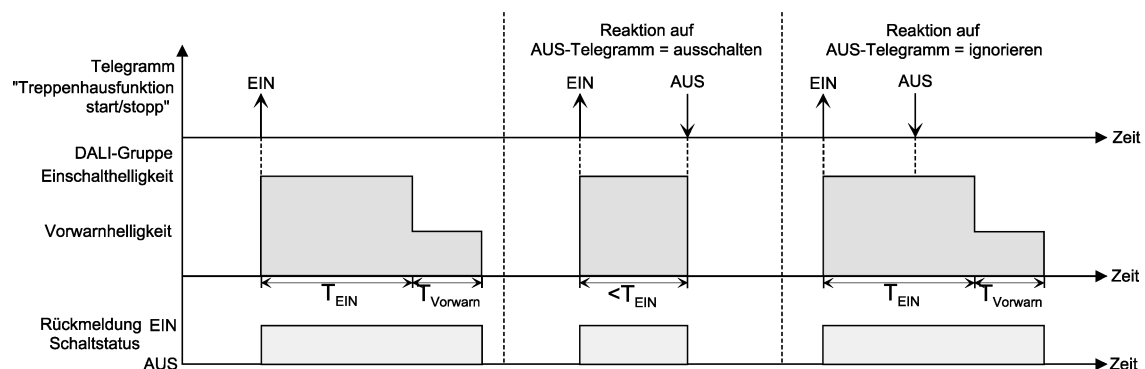 Reaktion auf
AUS-Telegramm = ausschalten
Reaktion auf
AUS-Telegramm = ignorieren
Telegramm
"Treppenhausfunktion
start/stopp"
EIN
EIN
AUS
EIN
AUS
Zeit
DALI-Gruppe
Einschalthelligkeit
Vorwarnhelligkeit
Zeit
TEIN
TVorwarn
<TEIN
TEIN
TVorwarn
Rückmeldung EIN
Schaltstatus
AUS
Zeit